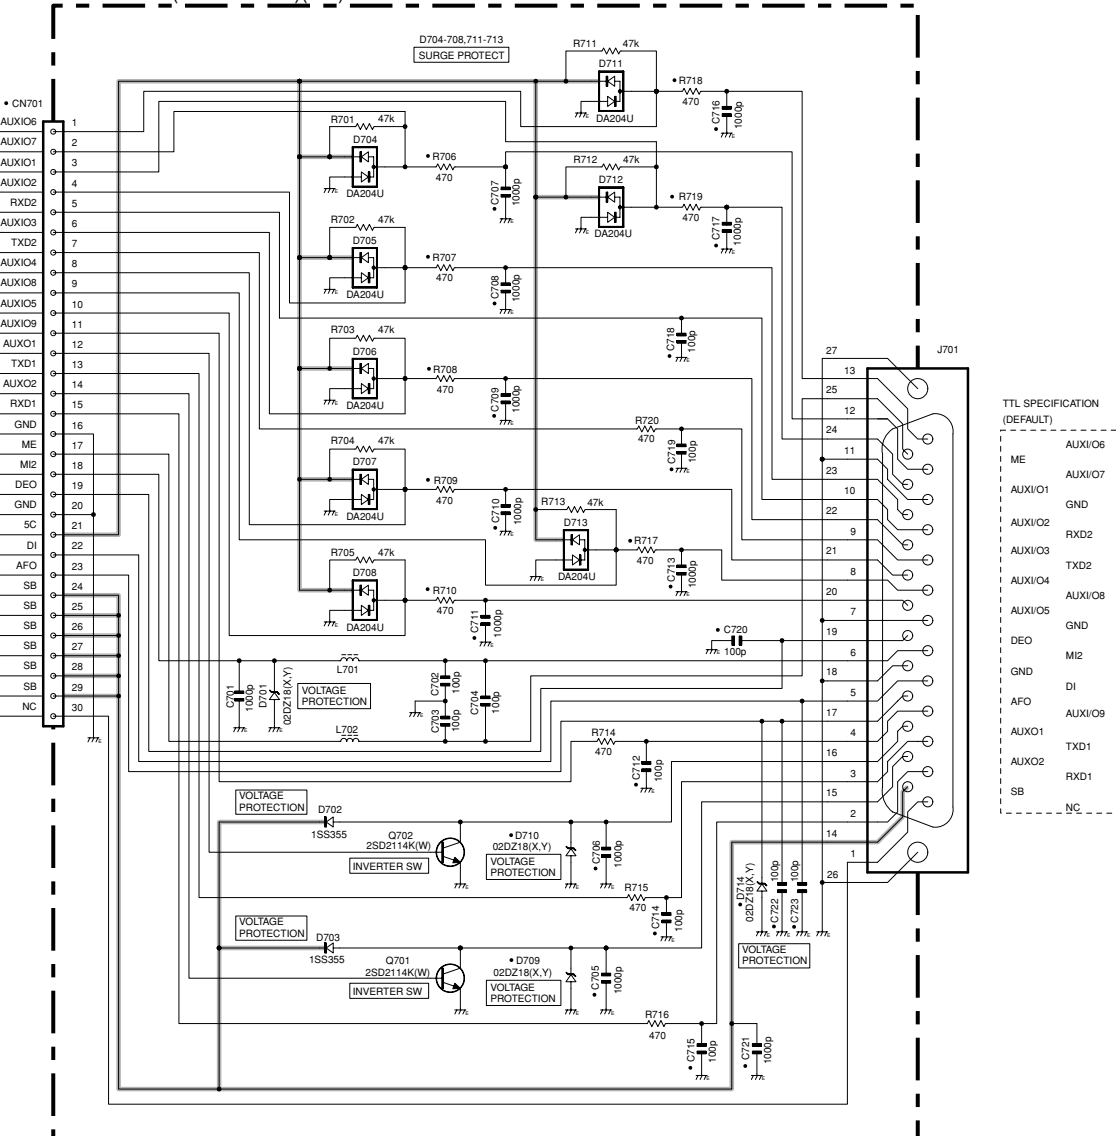 D704-708,711-713
SURGE PROTECT
R711 47k
D711
DA204U
• R718
470
• C716
1000p
• CN701
AUXIO6 1
AUXIO7 2
AUXIO1 3
AUXIO2 4
RXD2 5
AUXIO3 6
TXD2 7
AUXIO4 8
AUXIO8 9
AUXIO5 10
AUXIO9 11
AUXO1 12
TXD1 13
AUXO2 14
RXD1 15
GND 16
ME 17
MI2 18
DEO 19
GND 20
5C 21
DI 22
AFO 23
SB 24
SB 25
SB 26
SB 27
SB 28
SB 29
NC 30
R701 47k
D704
DA204U
• R706
470
• C707
1000p
R712 47k
D712
DA204U
• R719
470
• C717
1000p
R702 47k
D705
DA204U
• R707
470
• C708
1000p
• C718
100p
R703 47k
D706
DA204U
• R708
470
• C709
1000p
R720
470
• C719
100p
R704 47k
D707
DA204U
• R709
470
• C710
1000p
R713 47k
D713
DA204U
• R717
470
• C713
1000p
R705 47k
D708
DA204U
• R710
470
• C711
1000p
• C720
100p
C701
1000p
D701
02DZ18(X,Y)
VOLTAGE
PROTECTION
L701
L702
C702
100p
C703
100p
C704
100p
R714
470
• C712
100p
VOLTAGE
PROTECTION
D702
1SS355
Q702
2SD2114K(W)
INVERTER SW
• D710
02DZ18(X,Y)
VOLTAGE
PROTECTION
• C706
1000p
R715
470
• C714
100p
VOLTAGE
PROTECTION
D703
1SS355
Q701
2SD2114K(W)
INVERTER SW
• D709
02DZ18(X,Y)
VOLTAGE
PROTECTION
• C705
1000p
R716
470
• C715
100p
• C721
1000p
• D714
02DZ18(X,Y)
• C722
100p
• C723
100p
VOLTAGE
PROTECTION
J701
27
13
25
12
24
11
23
10
22
9
21
8
20
7
19
6
18
5
17
4
16
3
15
2
14
1
26
TTL SPECIFICATION
(DEFAULT)
AUXI/O6
ME
AUXI/O7
AUXI/O1
GND
AUXI/O2
RXD2
AUXI/O3
TXD2
AUXI/O4
AUXI/O8
AUXI/O5
GND
DEO
MI2
GND
DI
AFO
AUXI/O9
AUXO1
TXD1
AUXO2
RXD1
SB
NC